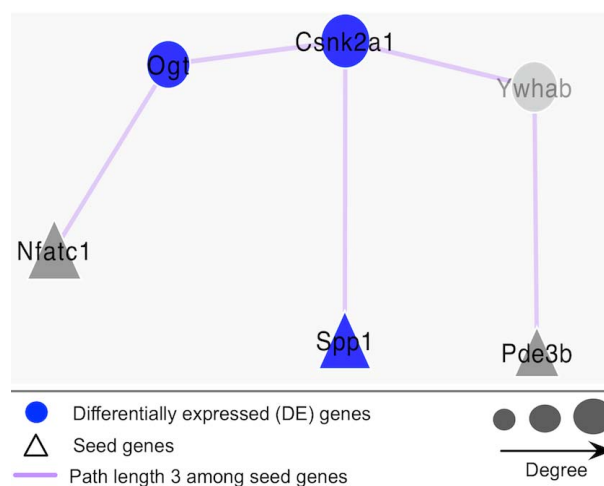 Csnk2a1
Ogt
Ywhab
Nfatc1
Spp1
Pde3b
Differentially expressed (DE) genes
Seed genes
Path length 3 among seed genes
Degree